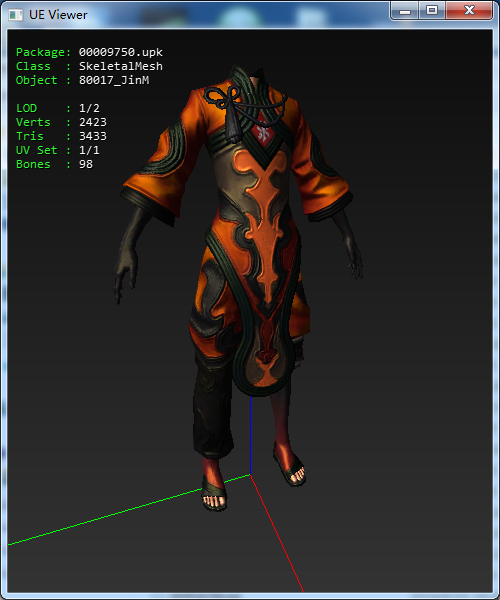 UE Viewer
Package: 00009750.upk
Class : SkeletalMesh
Object : 80017_JinM
LOD : 1/2
Verts : 2423
Tris : 3433
UV Set : 1/1
Bones : 98